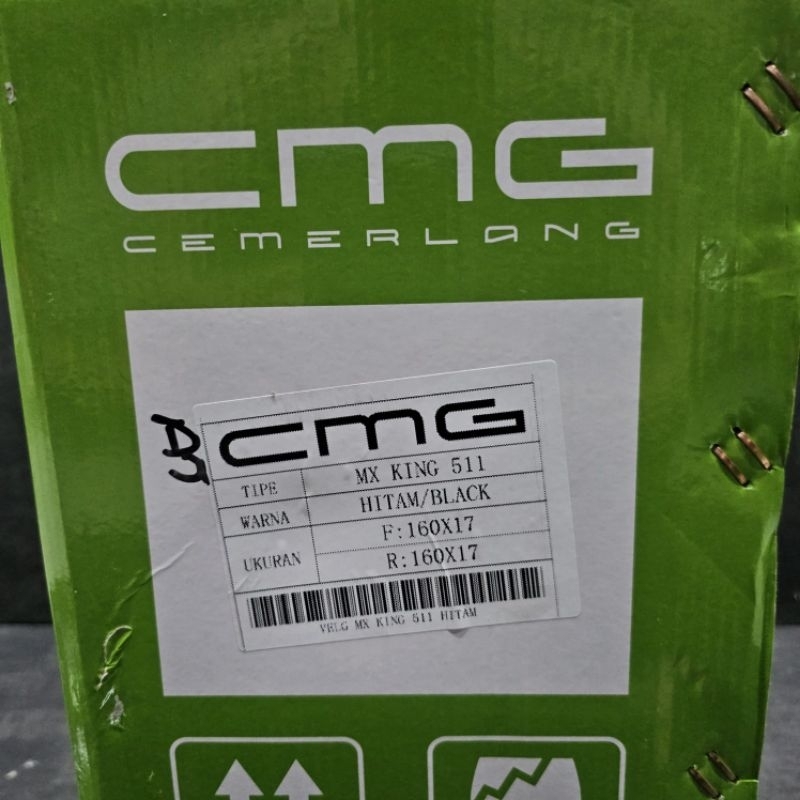 CMG
CEMERLANG
CMG
TIPE MX KING 511
WARNA HITAM/BLACK
UKURAN F:160X17
R:160X17
VELG MX KING 511 HITAM